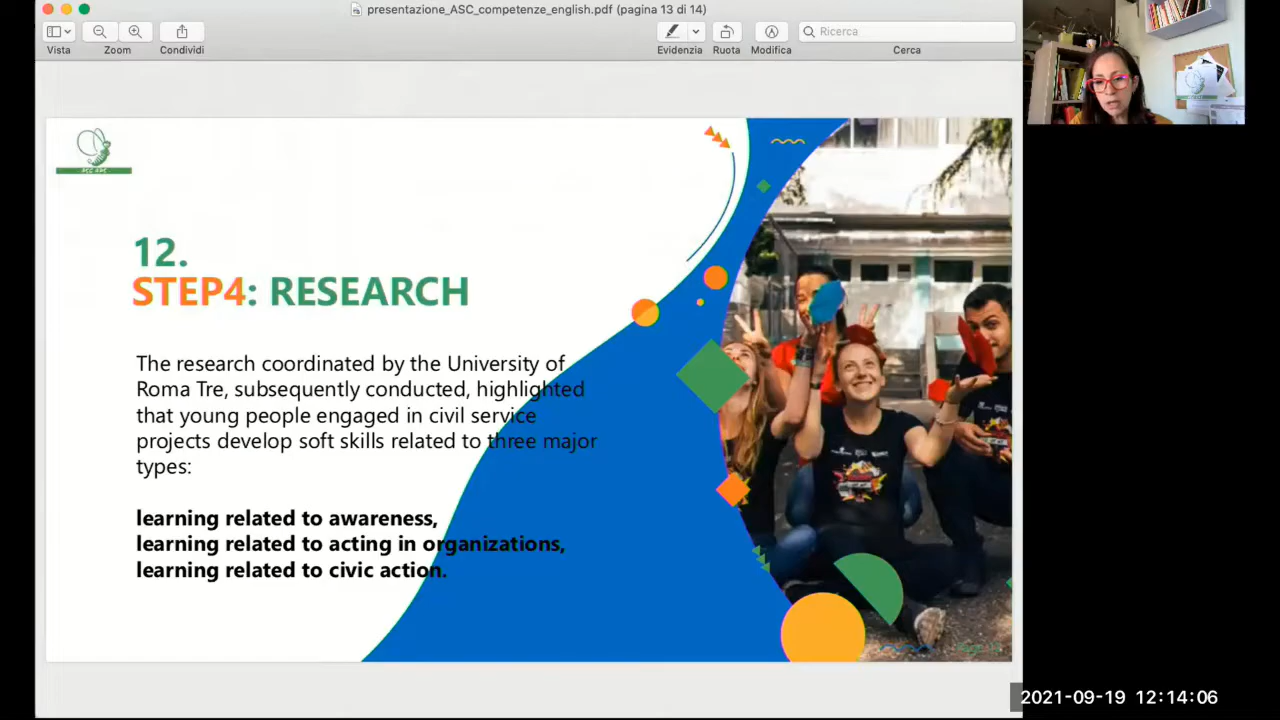 presentazione_ASC_competenze_english.pdf (pagina 13 di 14)
Vista
Zoom
Condividi
Evidenzia
Ruota
Modifica
Ricerca
Cerca
ASC APS
12.
STEP4: RESEARCH
The research coordinated by the University of
Roma Tre, subsequently conducted, highlighted
that young people engaged in civil service
projects develop soft skills related to three major
types:
learning related to awareness,
learning related to acting in organizations,
learning related to civic action.
2021-09-19 12:14:06